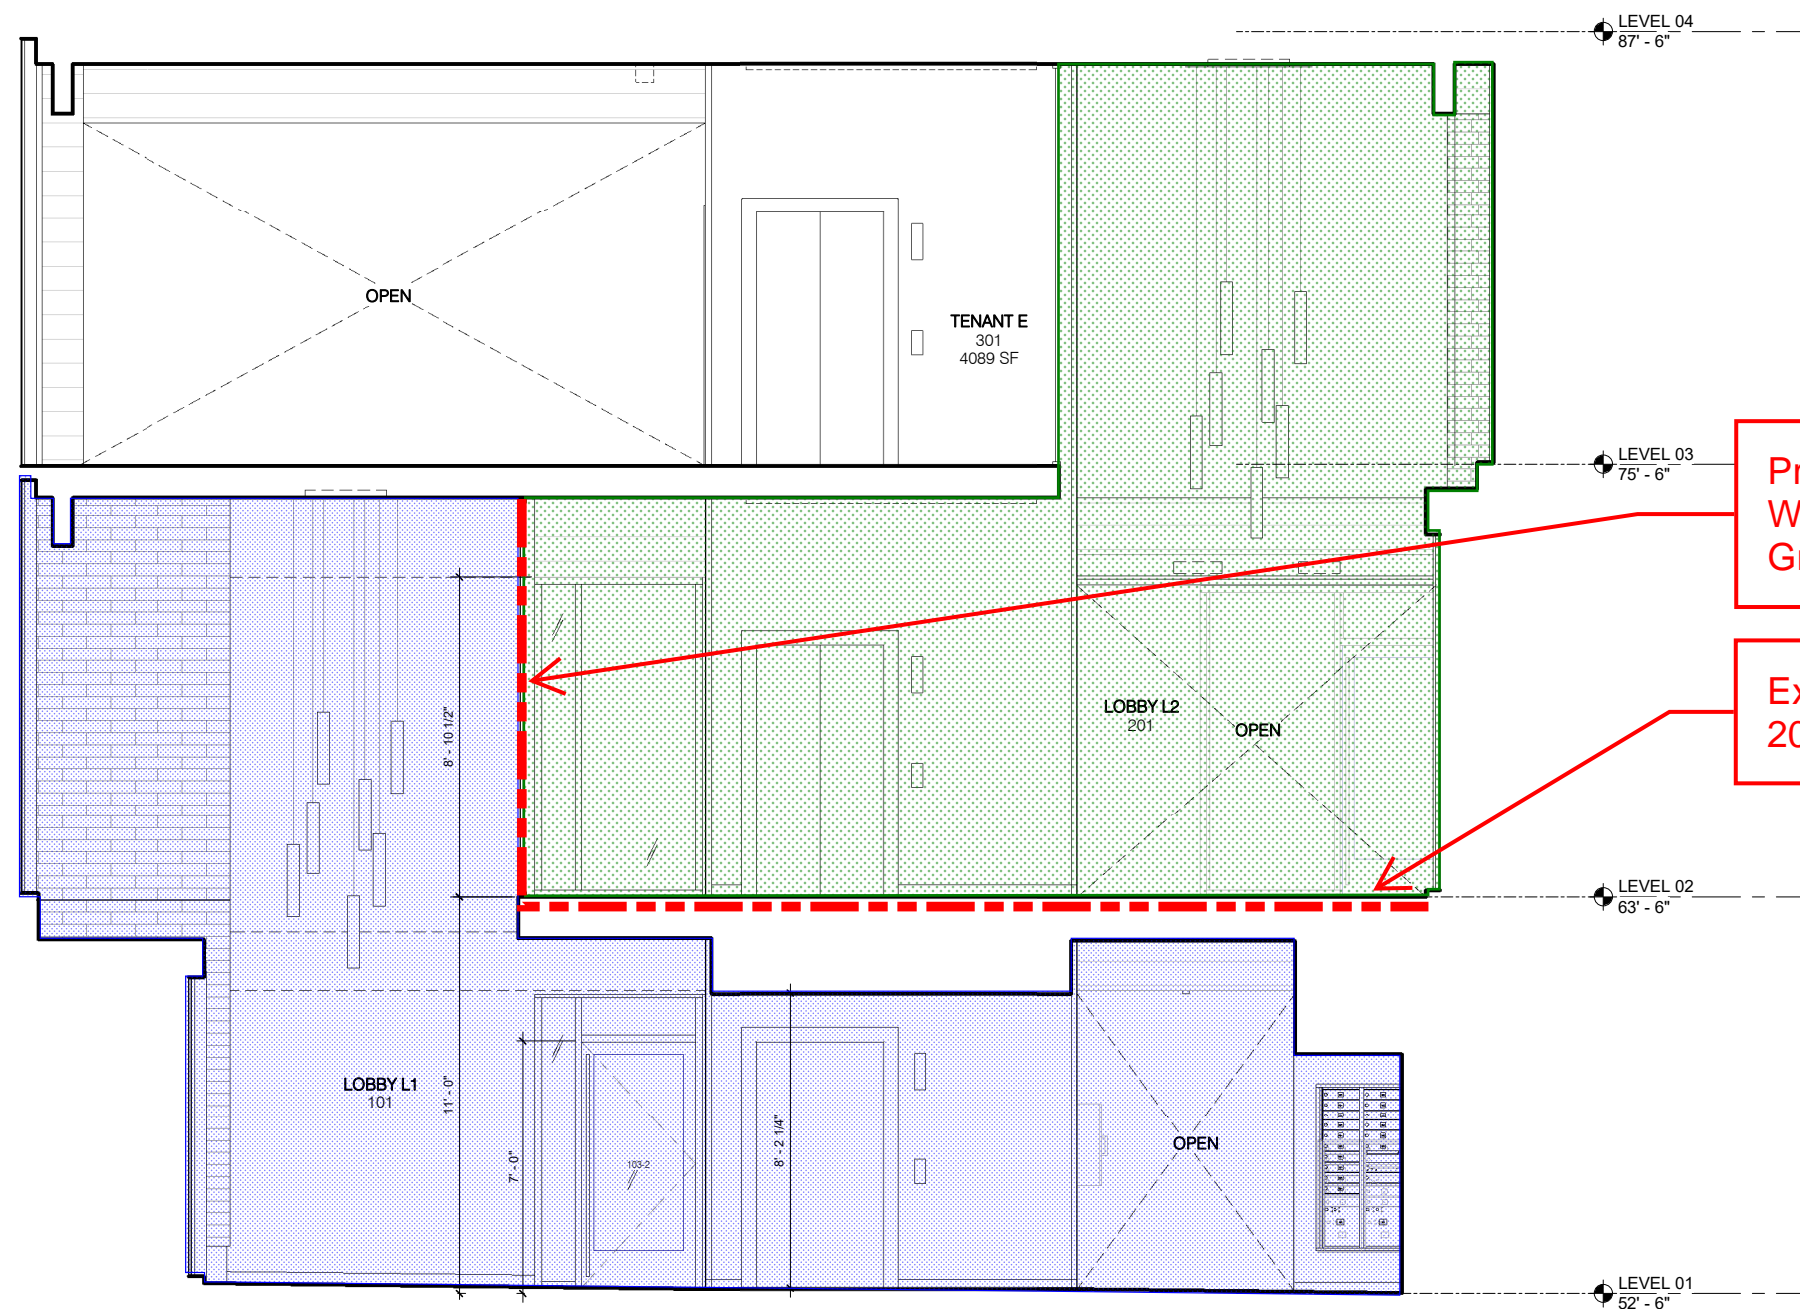 LEVEL 04
87' - 6"
OPEN
TENANT E
301
4089 SF
LEVEL 03
75' - 6"
Pr
W
Gr
Ex
20
8' - 10 1/2"
LOBBY L2
201
OPEN
LEVEL 02
63' - 6"
LOBBY L1
101
11' - 0"
7' - 0"
103-2
8' - 2 1/4"
OPEN
LEVEL 01
52' - 6"